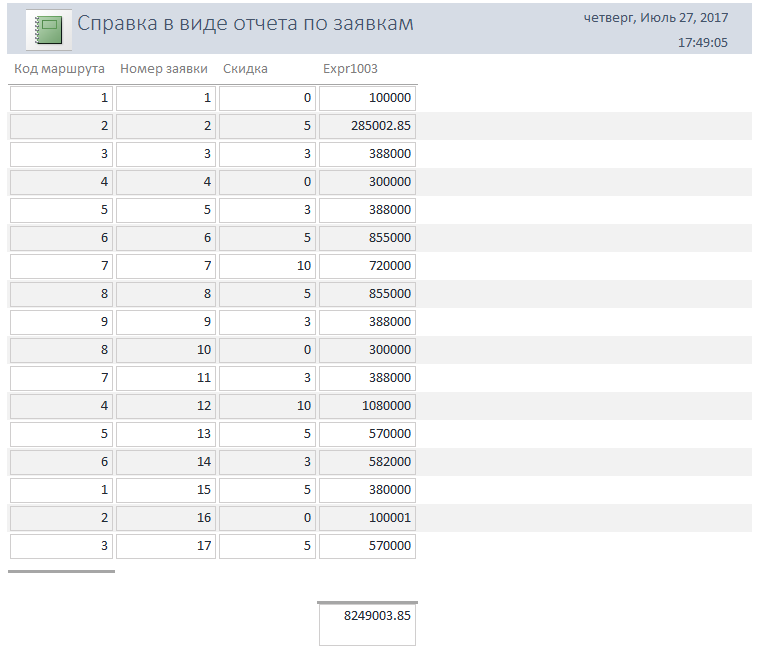 Справка в виде отчета по заявкам
четверг, Июль 27, 2017
17:49:05
Код маршрута Номер заявки Скидка Expr1003
1 1 0 100000
2 2 5 285002.85
3 3 3 388000
4 4 0 300000
5 5 3 388000
6 6 5 855000
7 7 10 720000
8 8 5 855000
9 9 3 388000
8 10 0 300000
7 11 3 388000
4 12 10 1080000
5 13 5 570000
6 14 3 582000
1 15 5 380000
2 16 0 100001
3 17 5 570000
8249003.85